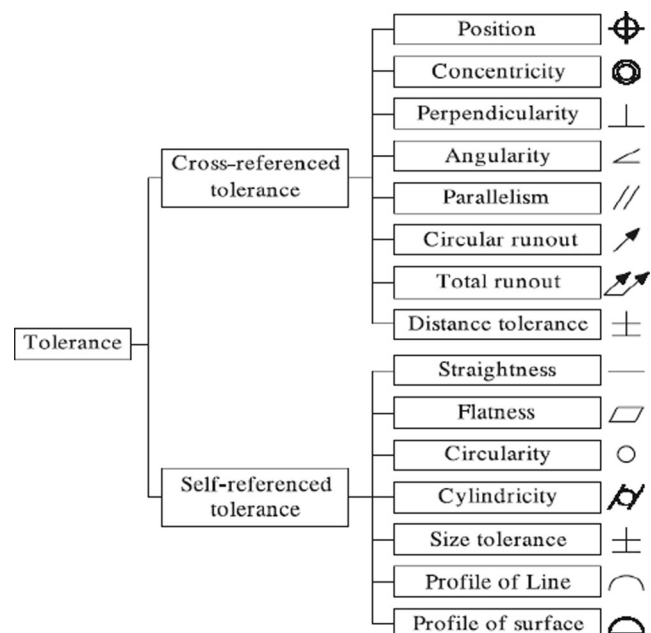 Tolerance
Cross-referenced
tolerance
Position
Concentricity
Perpendicularity
Angularity
Parallelism
Circular runout
Total runout
Distance tolerance
Self-referenced
tolerance
Straightness
Flatness
Circularity
Cylindricity
Size tolerance
Profile of Line
Profile of surface